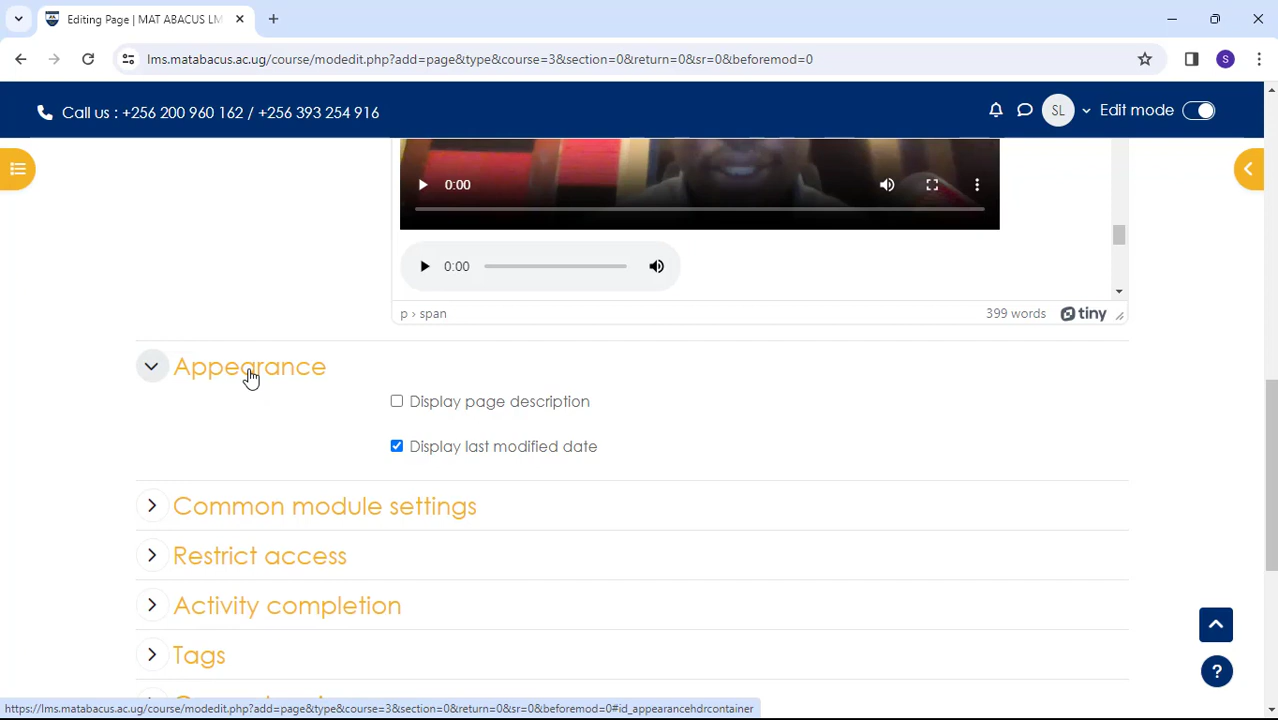 Editing Page | MAT ABACUS LM
lms.matabacus.ac.ug/course/modedit.php?add=page&type&course=3&section=0&return=0&sr=0&beforemod=0
S
Call us : +256 200 960 162 / +256 393 254 916
SL
Edit mode
0:00
0:00
p › span
399 words
tiny
Appearance
Display page description
Display last modified date
Common module settings
Restrict access
Activity completion
Tags
?
https://lms.matabacus.ac.ug/course/modedit.php?add=page&type&course=3&section=0&return=0&sr=0&beforemod=0#id_appearancehdrcontainer